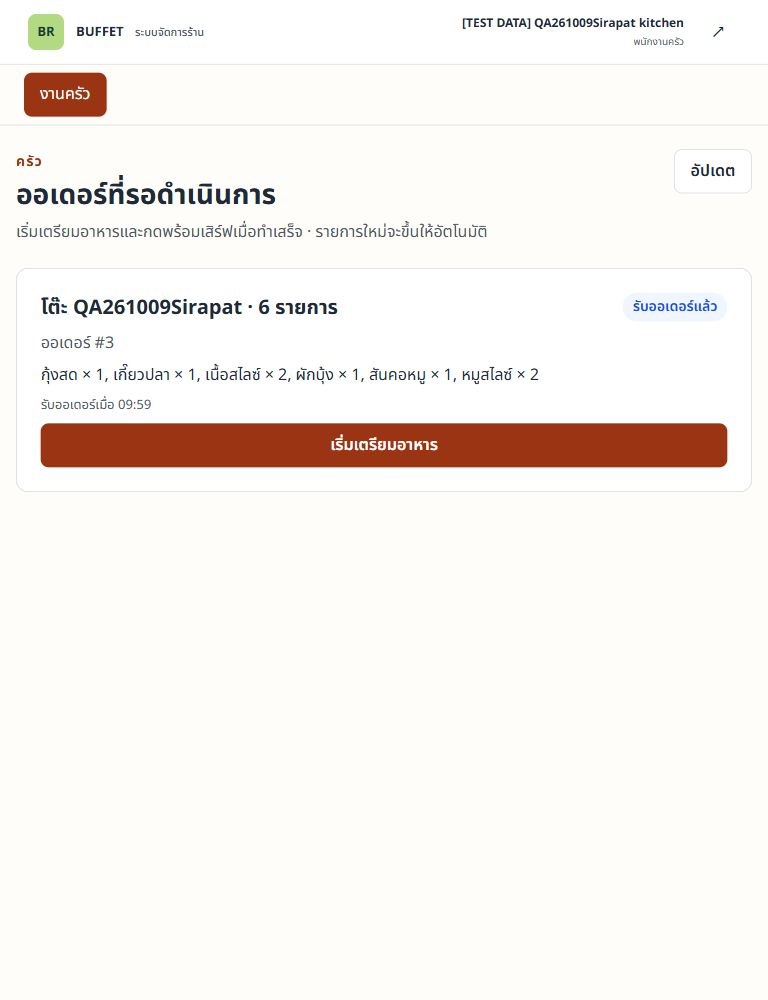 BR BUFFET ระบบจัดการร้าน
[TEST DATA] QA261009Sirapat kitchen
พนักงานครัว
↗
งานครัว
ครัว
ออเดอร์ที่รอดำเนินการ
อัปเดต
เริ่มเตรียมอาหารและกดพร้อมเสิร์ฟเมื่อทำเสร็จ · รายการใหม่จะขึ้นให้อัตโนมัติ
โต๊ะ QA261009Sirapat · 6 รายการ
รับออเดอร์แล้ว
ออเดอร์ #3
กุ้งสด × 1, เกี๊ยวปลา × 1, เนื้อสไลซ์ × 2, ผักบุ้ง × 1, สันคอหมู × 1, หมูสไลซ์ × 2
รับออเดอร์เมื่อ 09:59
เริ่มเตรียมอาหาร